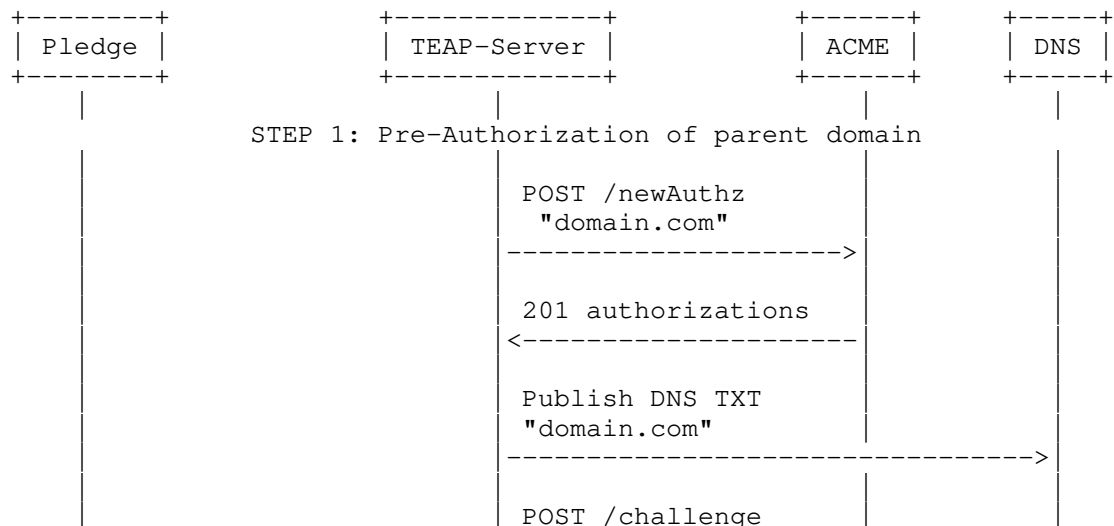 Pledge TEAP-Server ACME DNS
STEP 1: Pre-Authorization of parent domain
POST /newAuthz
"domain.com"
201 authorizations
Publish DNS TXT
"domain.com"
POST /challenge